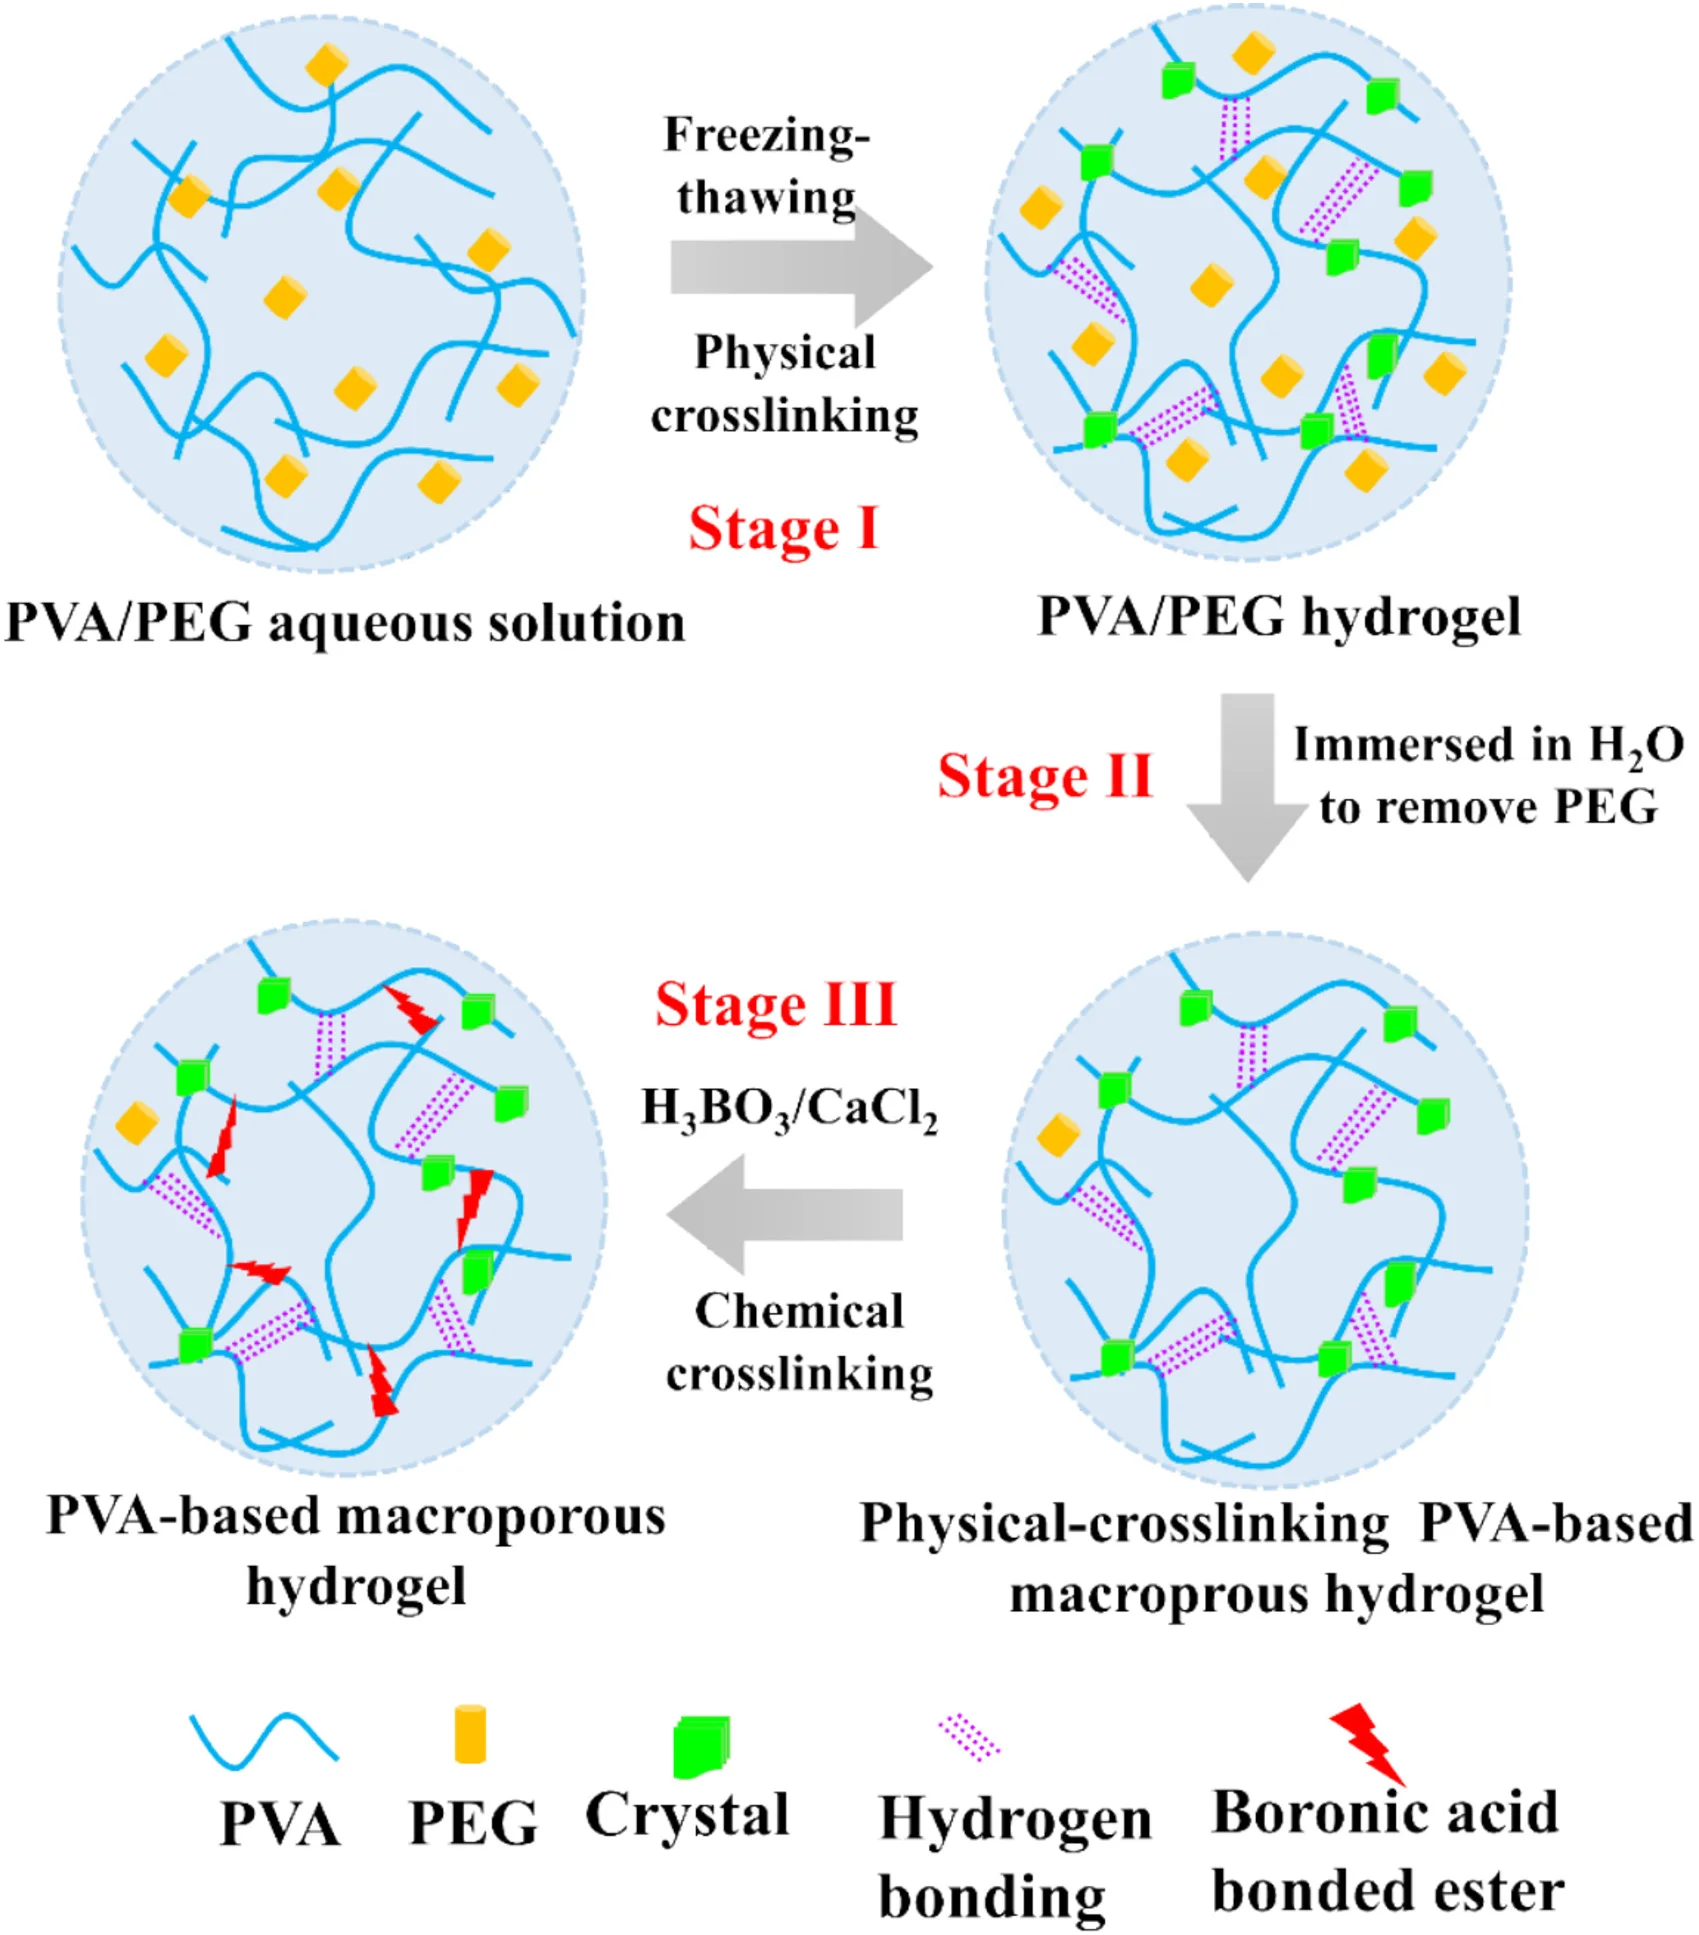 Freezing-
thawing
Physical
crosslinking
Stage I
PVA/PEG aqueous solution
PVA/PEG hydrogel
Stage II
Immersed in H₂O
to remove PEG
Stage III
H₃BO₃/CaCl₂
Chemical
crosslinking
PVA-based macroporous
hydrogel
Physical-crosslinking PVA-based
macroprous hydrogel
PVA
PEG
Crystal
Hydrogen
bonding
Boronic acid
bonded ester